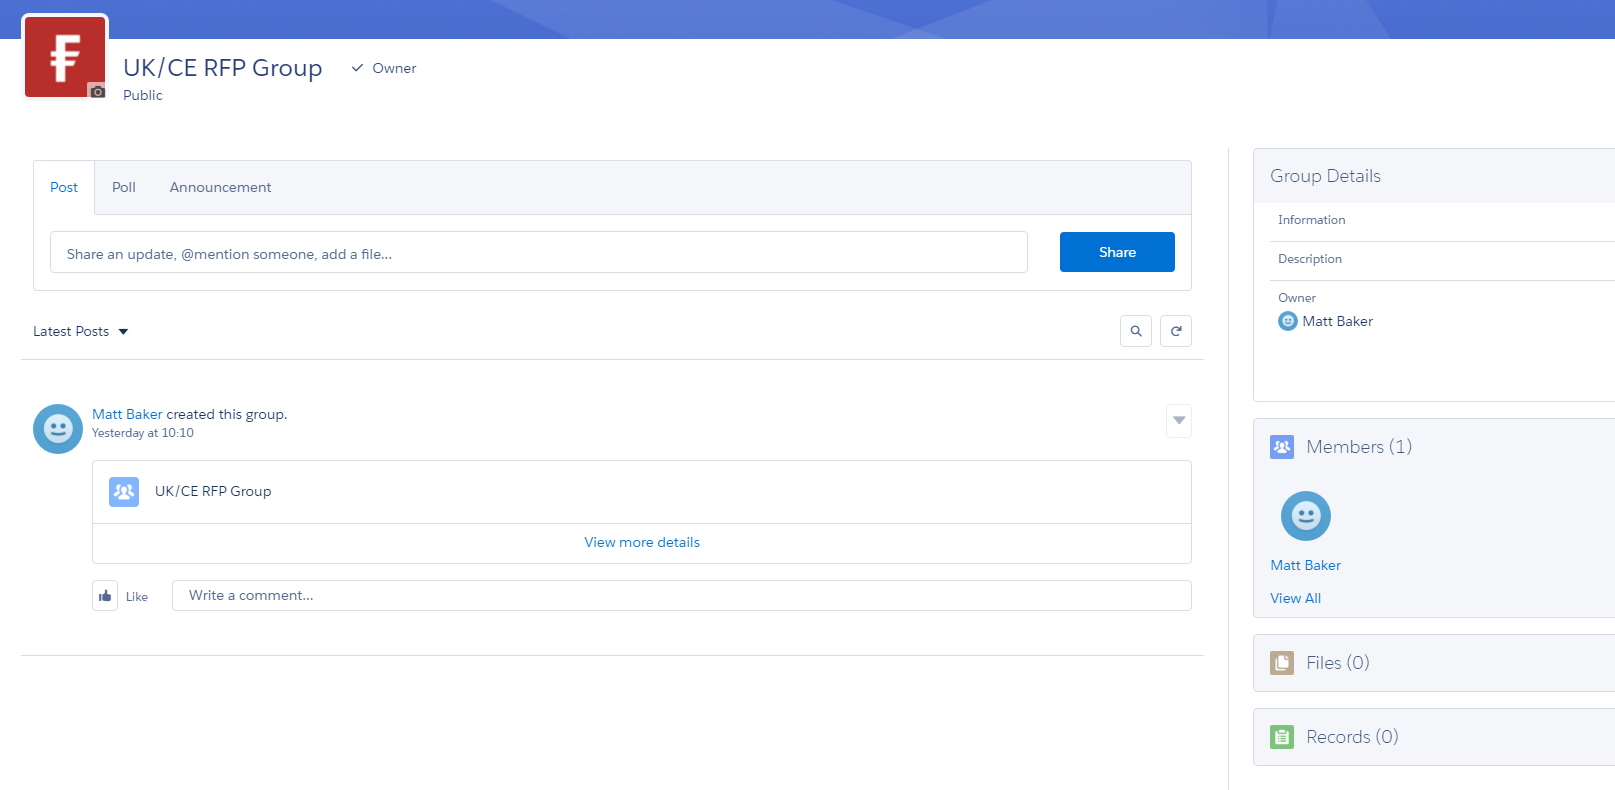 UK/CE RFP Group
Owner
Public
Post
Poll
Announcement
Share an update, @mention someone, add a file...
Share
Latest Posts
Matt Baker created this group.
Yesterday at 10:10
UK/CE RFP Group
View more details
Like
Write a comment...
Group Details
Information
Description
Owner
Matt Baker
Members (1)
Matt Baker
View All
Files (0)
Records (0)